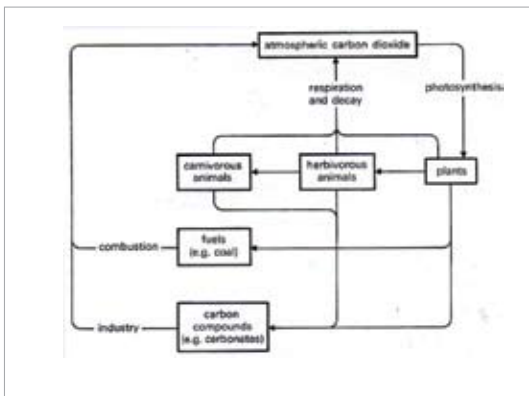 atmospheric carbon dioxide
respiration
and decay
photosynthesis
carnivorous
animals
herbivorous
animals
plants
combustion
fuels
(e.g. coal)
industry
carbon
compounds
(e.g. carbonates)